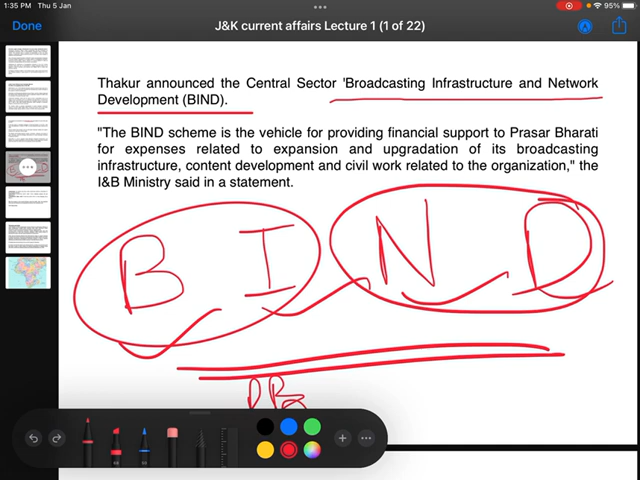 1:35 PM Thu 5 Jan
95%
Done
J&K current affairs Lecture 1 (1 of 22)
Thakur announced the Central Sector 'Broadcasting Infrastructure and Network
Development (BIND).
"The BIND scheme is the vehicle for providing financial support to Prasar Bharati
for expenses related to expansion and upgradation of its broadcasting
infrastructure, content development and civil work related to the organization," the
I&B Ministry said in a statement.
B I N D